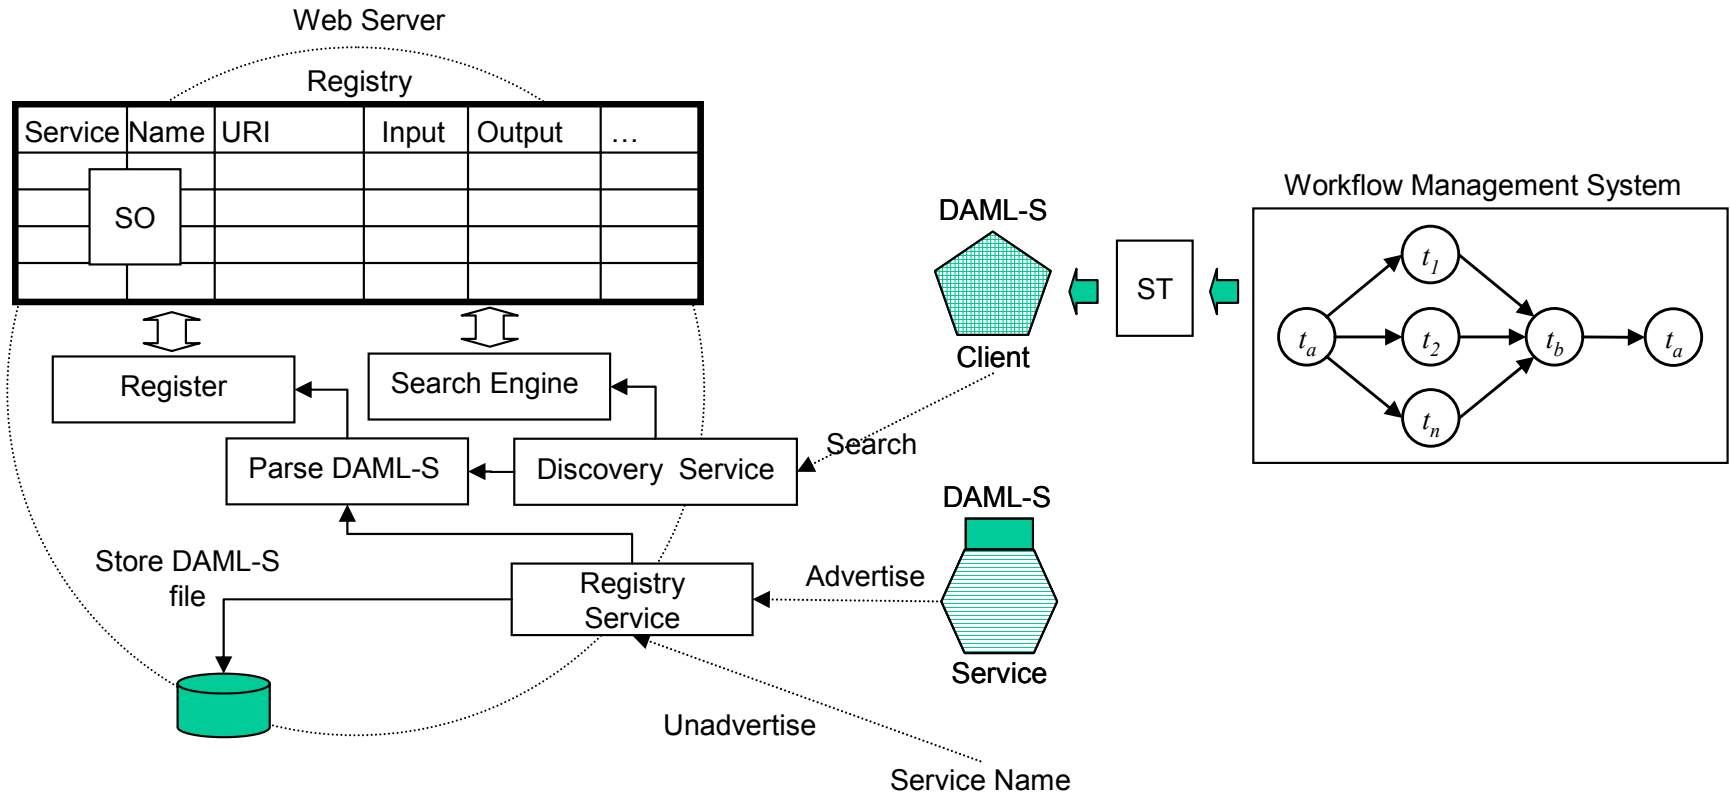 Web Server
Registry
Service Name URI Input Output …
SO
Register
Search Engine
Parse DAML-S
Discovery Service
Store DAML-S
file
Registry
Service
Search
Advertise
Unadvertise
Service Name
DAML-S
Client
DAML-S
Service
ST
Workflow Management System
t1
ta
t2
tb
ta
tn